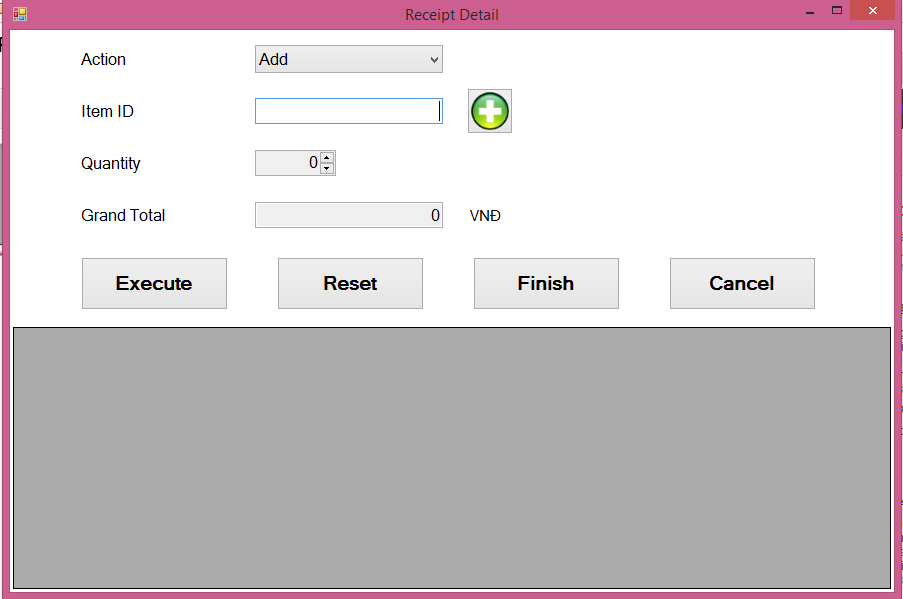 Receipt Detail
Action Add
Item ID
Quantity 0
Grand Total 0 VNĐ
Execute Reset Finish Cancel